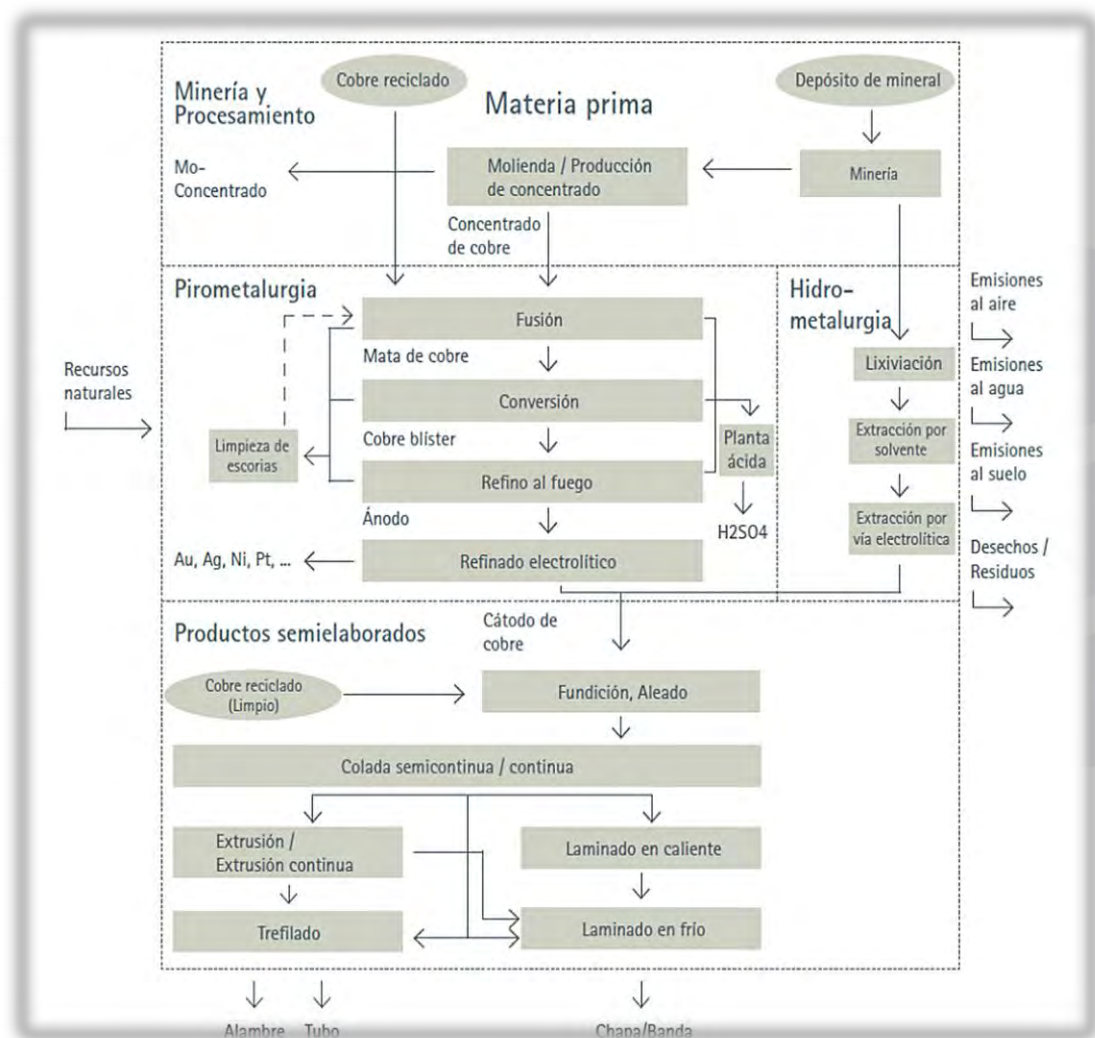 Cobre reciclado
Depósito de mineral
Minería y
Procesamiento
Materia prima
Mo-
Concentrado
Molienda / Producción
de concentrado
Minería
Concentrado
de cobre
Pirometalurgia
Hidro-
metalurgia
Emisiones
al aire
Fusión
Mata de cobre
Lixiviación
Recursos
naturales
Emisiones
al agua
Conversión
Cobre blíster
Limpieza de
escorias
Planta
ácida
Extracción por
solvente
Emisiones
al suelo
Refino al fuego
Ánodo
H2SO4
Extracción por
vía electrolítica
Au, Ag, Ni, Pt, ...
Refinado electrolítico
Desechos /
Residuos
Productos semielaborados
Cátodo de
cobre
Cobre reciclado
(Limpio)
Fundición, Aleado
Colada semicontinua / continua
Extrusión /
Extrusión continua
Laminado en caliente
Trefilado
Laminado en frío
Alambre
Tubo
Chapa/Banda